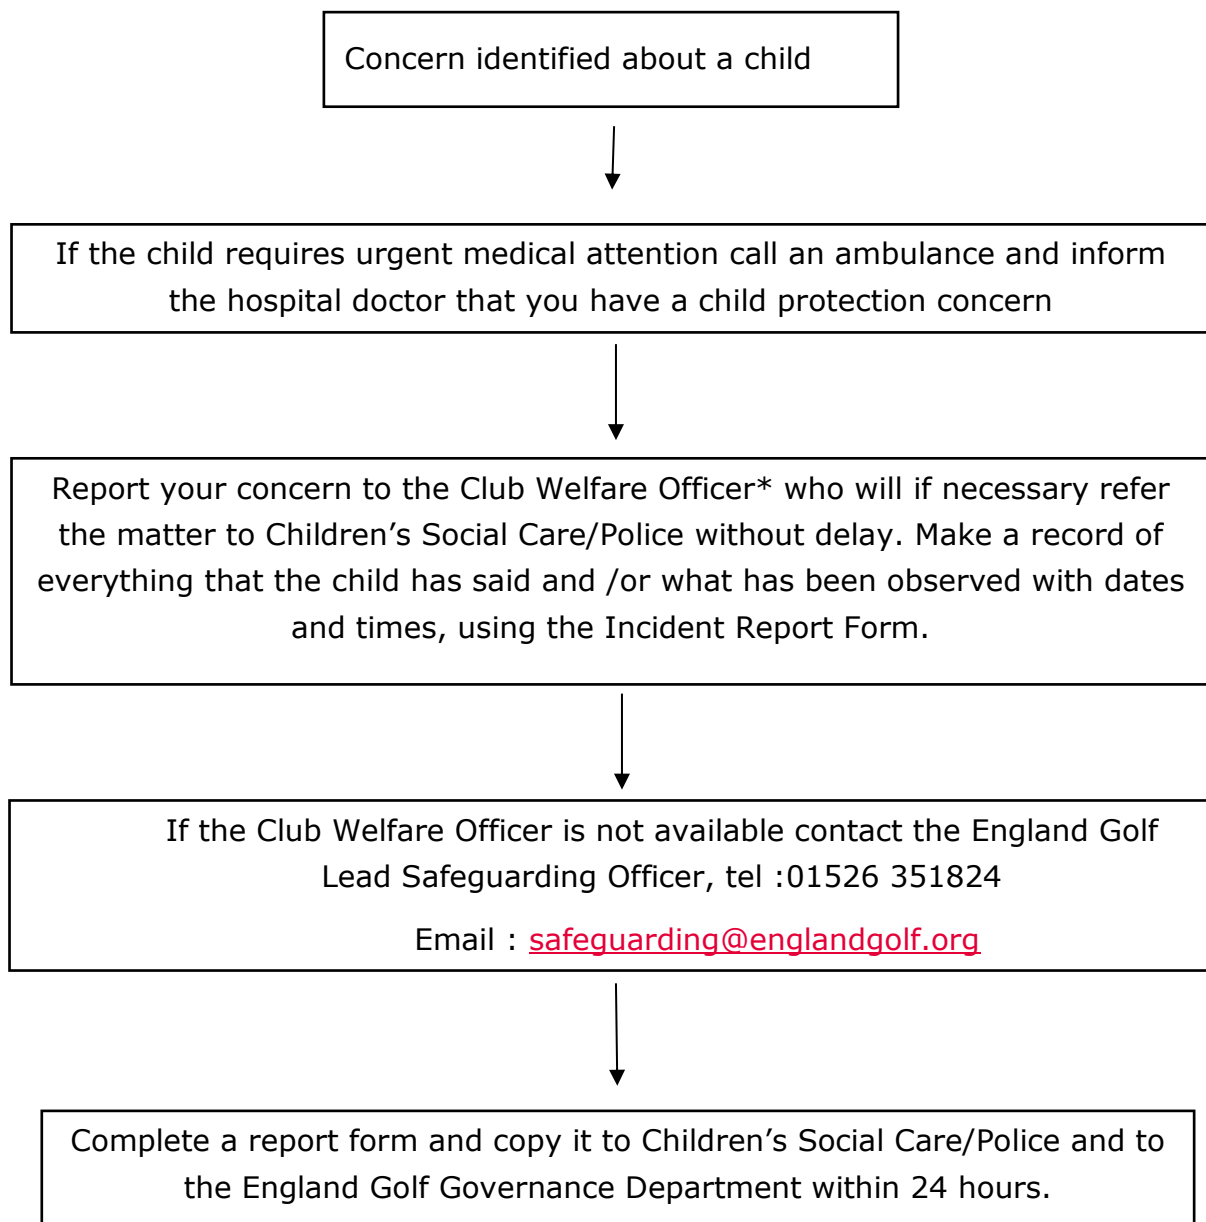 Concern identified about a child
If the child requires urgent medical attention call an ambulance and inform
the hospital doctor that you have a child protection concern
Report your concern to the Club Welfare Officer* who will if necessary refer
the matter to Children’s Social Care/Police without delay. Make a record of
everything that the child has said and /or what has been observed with dates
and times, using the Incident Report Form.
If the Club Welfare Officer is not available contact the England Golf
Lead Safeguarding Officer, tel :01526 351824
Email : safeguarding@englandgolf.org
Complete a report form and copy it to Children’s Social Care/Police and to
the England Golf Governance Department within 24 hours.